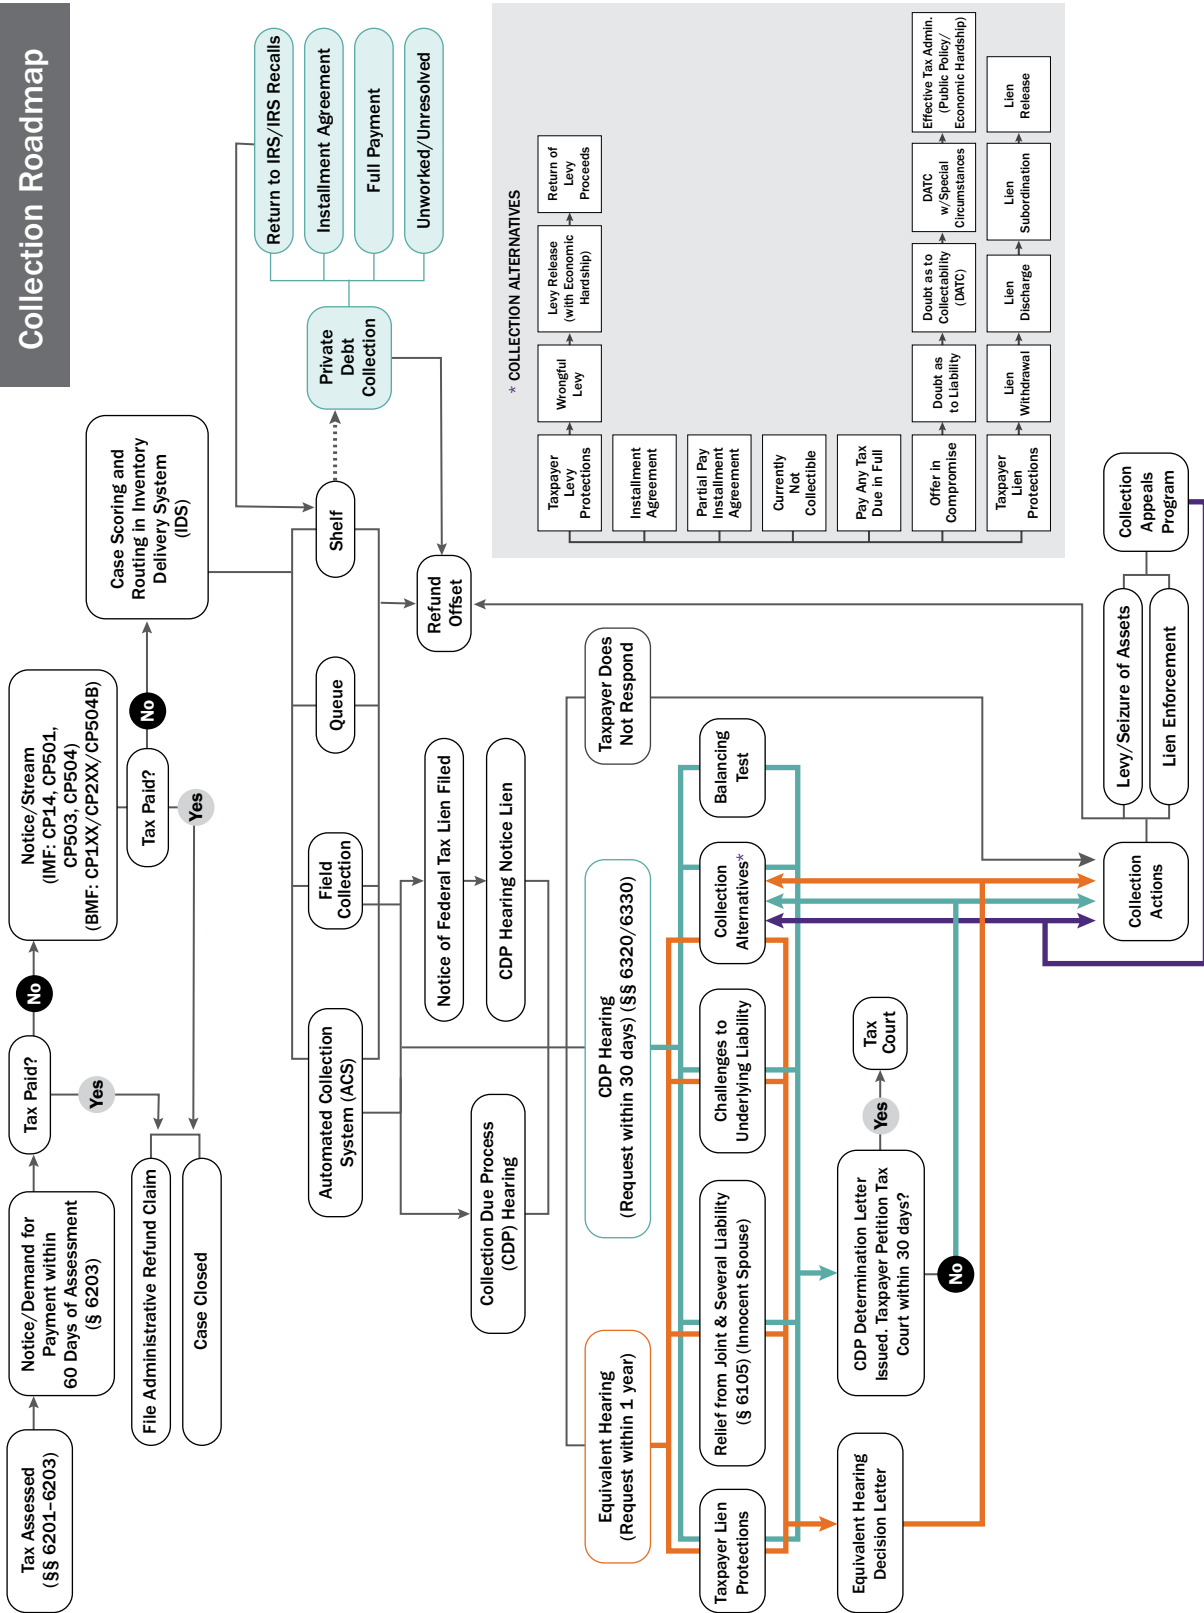 Collection Roadmap
Tax Assessed
(§§ 6201–6203)
Notice/Demand for
Payment within
60 Days of Assessment
(§ 6203)
Tax Paid?
No
Yes
Notice/Stream
(IMF: CP14, CP501,
CP503, CP504)
(BMF: CP1XX/CP2XX/CP504B)
Tax Paid?
No
Yes
File Administrative Refund Claim
Case Closed
Case Scoring and
Routing in Inventory
Delivery System
(IDS)
Automated Collection
System (ACS)
Field
Collection
Queue
Shelf
Private
Debt
Collection
Return to IRS/IRS Recalls
Installment Agreement
Full Payment
Unworked/Unresolved
Refund
Offset
Notice of Federal Tax Lien Filed
CDP Hearing Notice Lien
Collection Due Process
(CDP) Hearing
Equivalent Hearing
(Request within 1 year)
CDP Hearing
(Request within 30 days) (§§ 6320/6330)
Taxpayer Does
Not Respond
Taxpayer Lien
Protections
Relief from Joint & Several Liability
(§ 6105) (Innocent Spouse)
Challenges to
Underlying Liability
Collection
Alternatives*
Balancing
Test
Equivalent Hearing
Decision Letter
CDP Determination Letter
Issued. Taxpayer Petition Tax
Court within 30 days?
Yes
No
Tax
Court
Collection
Actions
Levy/Seizure of Assets
Lien Enforcement
Collection
Appeals
Program
* COLLECTION ALTERNATIVES
Taxpayer
Levy
Protections
Wrongful
Levy
Levy Release
(with Economic
Hardship)
Return of
Levy
Proceeds
Installment
Agreement
Partial Pay
Installment
Agreement
Currently
Not
Collectible
Pay Any Tax
Due in Full
Offer in
Compromise
Doubt as
to Liability
Doubt as to
Collectability
(DATC)
DATC
w/Special
Circumstances
Effective Tax Admin.
(Public Policy/
Economic Hardship)
Taxpayer
Lien
Protections
Lien
Withdrawal
Lien
Discharge
Lien
Subordination
Lien
Release